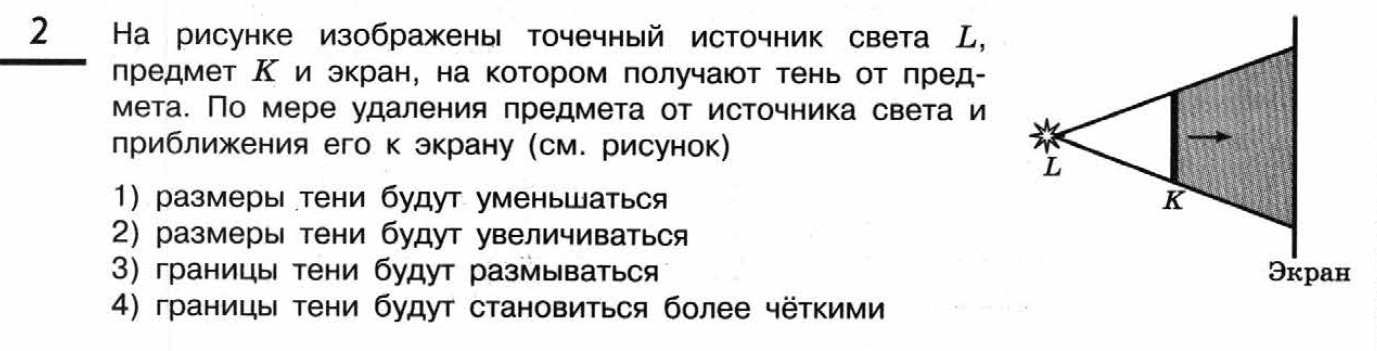 2
На рисунке изображены точечный источник света L,
предмет K и экран, на котором получают тень от пред-
мета. По мере удаления предмета от источника света и
приближения его к экрану (см. рисунок)
1) размеры тени будут уменьшаться
2) размеры тени будут увеличиваться
3) границы тени будут размываться
4) границы тени будут становиться более чёткими
L
K
Экран